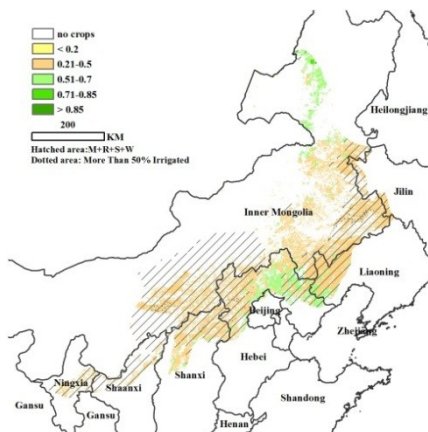 no crops
< 0.2
0.21-0.5
0.51-0.7
0.71-0.85
> 0.85
200
KM
Hatched area:M+R+S+W
Dotted area: More Than 50% Irrigated
Heilongjiang
Jilin
Inner Mongolia
Liaoning
Beijing
Zhejiang
Hebei
Ningxia
Shaanxi
Shanxi
Gansu
Gansu
Shandong
Henan